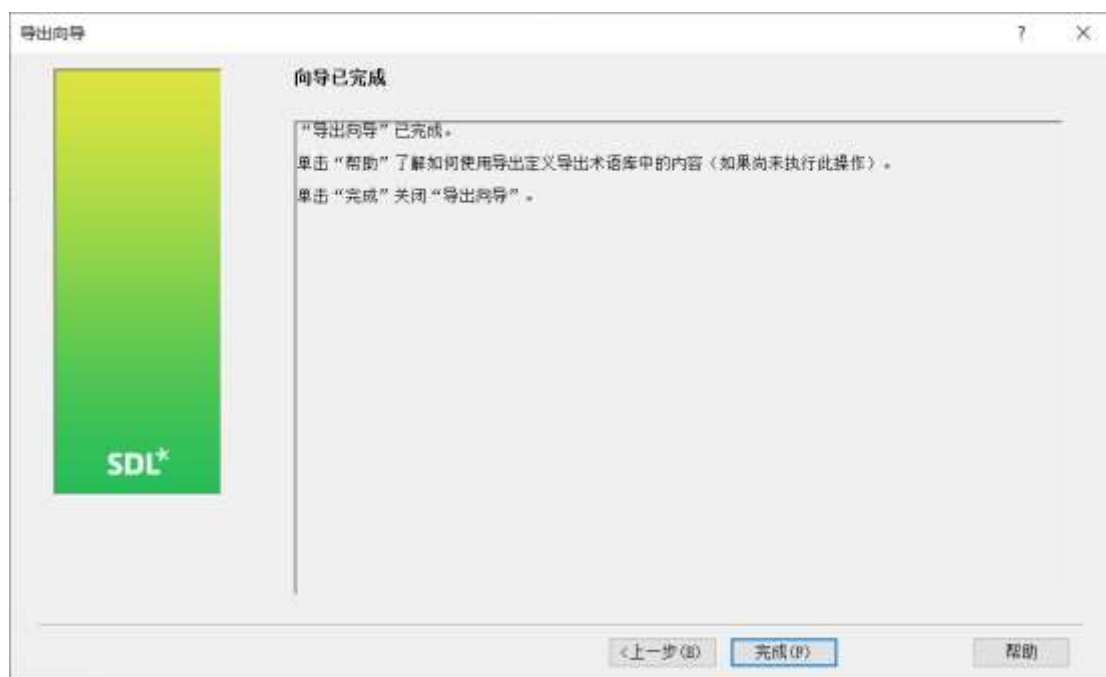 导出向导
?
向导已完成
“导出向导”已完成。
单击“帮助”了解如何使用导出定义导出术语库中的内容（如果尚未执行此操作）。
单击“完成”关闭“导出向导”。
SDL*
<上一步(B) 完成(F) 帮助